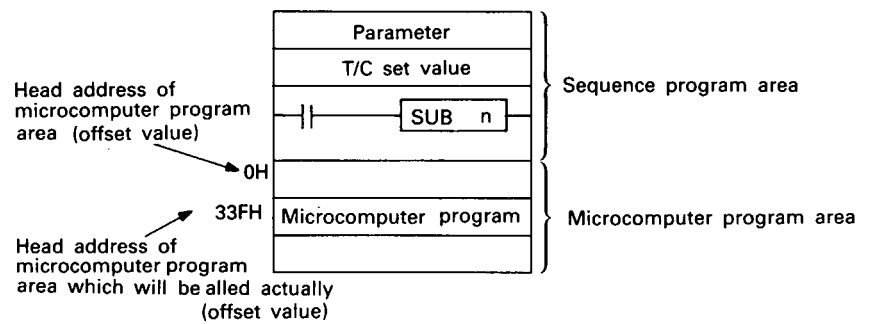 Parameter
T/C set value
Sequence program area
Head address of
microcomputer program
area (offset value)
SUB n
0H
33FH
Microcomputer program
Microcomputer program area
Head address of
microcomputer program
area which will be alled actually
(offset value)